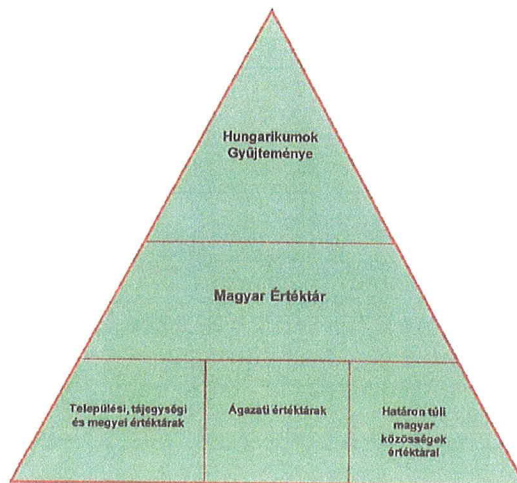 Hungarikumok
Gyűjteménye
Magyar Értéktár
Települési, tájegységi
és megyei értéktárak
Ágazati értéktárak
Határon túli
magyar
közösségek
értéktárai